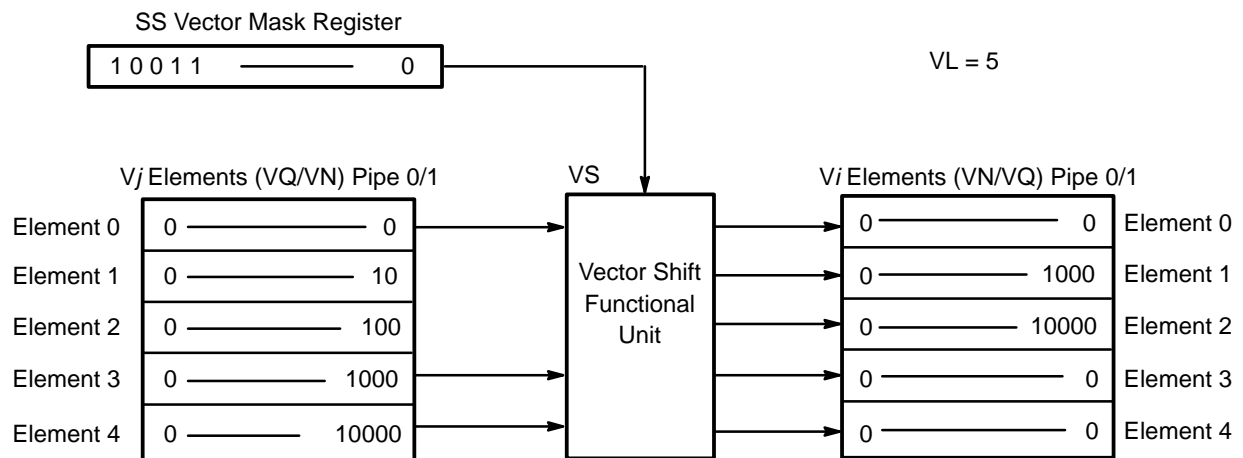 SS Vector Mask Register
1 0 0 1 1 0
VL = 5
Vj Elements (VQ/VN) Pipe 0/1
VS
Vi Elements (VN/VQ) Pipe 0/1
Element 0 0 0 0 0 Element 0
Element 1 0 10 0 1000 Element 1
Element 2 0 100 0 10000 Element 2
Element 3 0 1000 0 0 Element 3
Element 4 0 10000 0 0 Element 4
Vector Shift
Functional
Unit